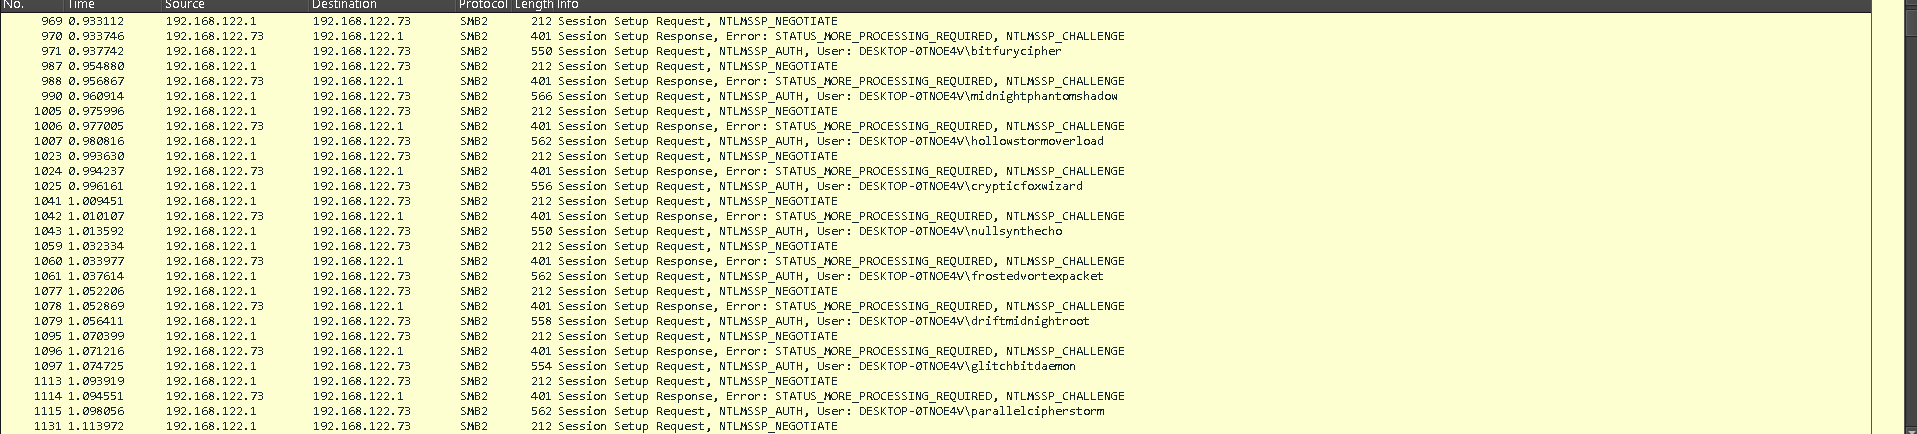 No. Time Source Destination Protocol Length Info
969 0.933112 192.168.122.1 192.168.122.73 SMB2 212 Session Setup Request, NTLMSSP_NEGOTIATE
970 0.933746 192.168.122.73 192.168.122.1 SMB2 401 Session Setup Response, Error: STATUS_MORE_PROCESSING_REQUIRED, NTLMSSP_CHALLENGE
971 0.937742 192.168.122.1 192.168.122.73 SMB2 550 Session Setup Request, NTLMSSP_AUTH, User: DESKTOP-0TNOE4V\bitfurycipher
987 0.954880 192.168.122.1 192.168.122.73 SMB2 212 Session Setup Request, NTLMSSP_NEGOTIATE
988 0.956867 192.168.122.73 192.168.122.1 SMB2 401 Session Setup Response, Error: STATUS_MORE_PROCESSING_REQUIRED, NTLMSSP_CHALLENGE
990 0.960914 192.168.122.1 192.168.122.73 SMB2 566 Session Setup Request, NTLMSSP_AUTH, User: DESKTOP-0TNOE4V\midnightphantomshadow
1005 0.975996 192.168.122.1 192.168.122.73 SMB2 212 Session Setup Request, NTLMSSP_NEGOTIATE
1006 0.977005 192.168.122.73 192.168.122.1 SMB2 401 Session Setup Response, Error: STATUS_MORE_PROCESSING_REQUIRED, NTLMSSP_CHALLENGE
1007 0.980816 192.168.122.1 192.168.122.73 SMB2 562 Session Setup Request, NTLMSSP_AUTH, User: DESKTOP-0TNOE4V\hollowstormoverload
1023 0.993630 192.168.122.1 192.168.122.73 SMB2 212 Session Setup Request, NTLMSSP_NEGOTIATE
1024 0.994237 192.168.122.73 192.168.122.1 SMB2 401 Session Setup Response, Error: STATUS_MORE_PROCESSING_REQUIRED, NTLMSSP_CHALLENGE
1025 0.996161 192.168.122.1 192.168.122.73 SMB2 556 Session Setup Request, NTLMSSP_AUTH, User: DESKTOP-0TNOE4V\crypticfoxwizard
1041 1.009451 192.168.122.1 192.168.122.73 SMB2 212 Session Setup Request, NTLMSSP_NEGOTIATE
1042 1.010107 192.168.122.73 192.168.122.1 SMB2 401 Session Setup Response, Error: STATUS_MORE_PROCESSING_REQUIRED, NTLMSSP_CHALLENGE
1043 1.013592 192.168.122.1 192.168.122.73 SMB2 550 Session Setup Request, NTLMSSP_AUTH, User: DESKTOP-0TNOE4V\nullsynthecho
1059 1.032334 192.168.122.1 192.168.122.73 SMB2 212 Session Setup Request, NTLMSSP_NEGOTIATE
1060 1.033977 192.168.122.73 192.168.122.1 SMB2 401 Session Setup Response, Error: STATUS_MORE_PROCESSING_REQUIRED, NTLMSSP_CHALLENGE
1061 1.037614 192.168.122.1 192.168.122.73 SMB2 562 Session Setup Request, NTLMSSP_AUTH, User: DESKTOP-0TNOE4V\frostedvortexpacket
1077 1.052206 192.168.122.1 192.168.122.73 SMB2 212 Session Setup Request, NTLMSSP_NEGOTIATE
1078 1.052869 192.168.122.73 192.168.122.1 SMB2 401 Session Setup Response, Error: STATUS_MORE_PROCESSING_REQUIRED, NTLMSSP_CHALLENGE
1079 1.056411 192.168.122.1 192.168.122.73 SMB2 558 Session Setup Request, NTLMSSP_AUTH, User: DESKTOP-0TNOE4V\driftmidnightroot
1095 1.070399 192.168.122.1 192.168.122.73 SMB2 212 Session Setup Request, NTLMSSP_NEGOTIATE
1096 1.071216 192.168.122.73 192.168.122.1 SMB2 401 Session Setup Response, Error: STATUS_MORE_PROCESSING_REQUIRED, NTLMSSP_CHALLENGE
1097 1.074725 192.168.122.1 192.168.122.73 SMB2 554 Session Setup Request, NTLMSSP_AUTH, User: DESKTOP-0TNOE4V\glitchbitdaemon
1113 1.093919 192.168.122.1 192.168.122.73 SMB2 212 Session Setup Request, NTLMSSP_NEGOTIATE
1114 1.094551 192.168.122.73 192.168.122.1 SMB2 401 Session Setup Response, Error: STATUS_MORE_PROCESSING_REQUIRED, NTLMSSP_CHALLENGE
1115 1.098056 192.168.122.1 192.168.122.73 SMB2 562 Session Setup Request, NTLMSSP_AUTH, User: DESKTOP-0TNOE4V\parallelcipherstorm
1131 1.113972 192.168.122.1 192.168.122.73 SMB2 212 Session Setup Request, NTLMSSP_NEGOTIATE